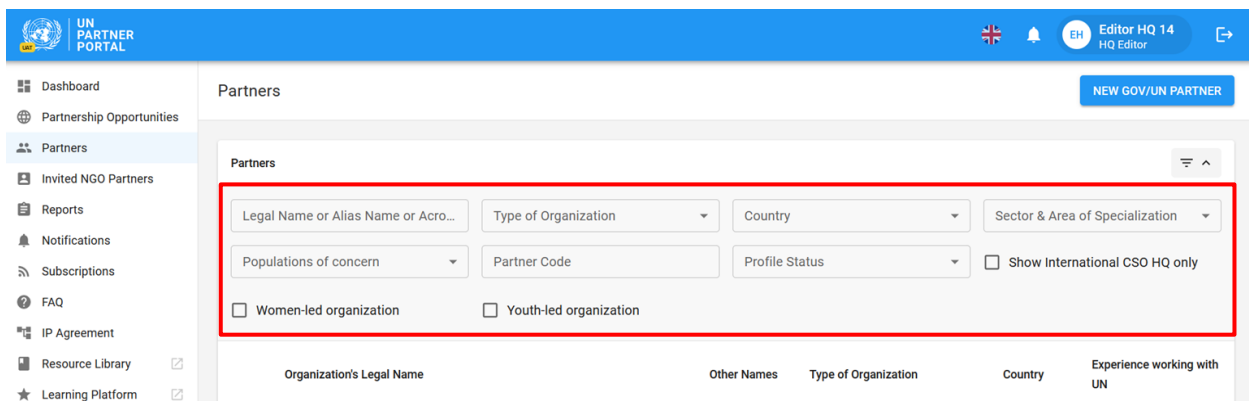 UN
PARTNER
PORTAL
UAT
Editor HQ 14
EH
HQ Editor
Dashboard
Partnership Opportunities
Partners
Invited NGO Partners
Reports
Notifications
Subscriptions
FAQ
IP Agreement
Resource Library
Learning Platform
Partners
NEW GOV/UN PARTNER
Partners
Legal Name or Alias Name or Acro...
Type of Organization
Country
Sector & Area of Specialization
Populations of concern
Partner Code
Profile Status
Show International CSO HQ only
Women-led organization
Youth-led organization
Organization's Legal Name
Other Names
Type of Organization
Country
Experience working with
UN